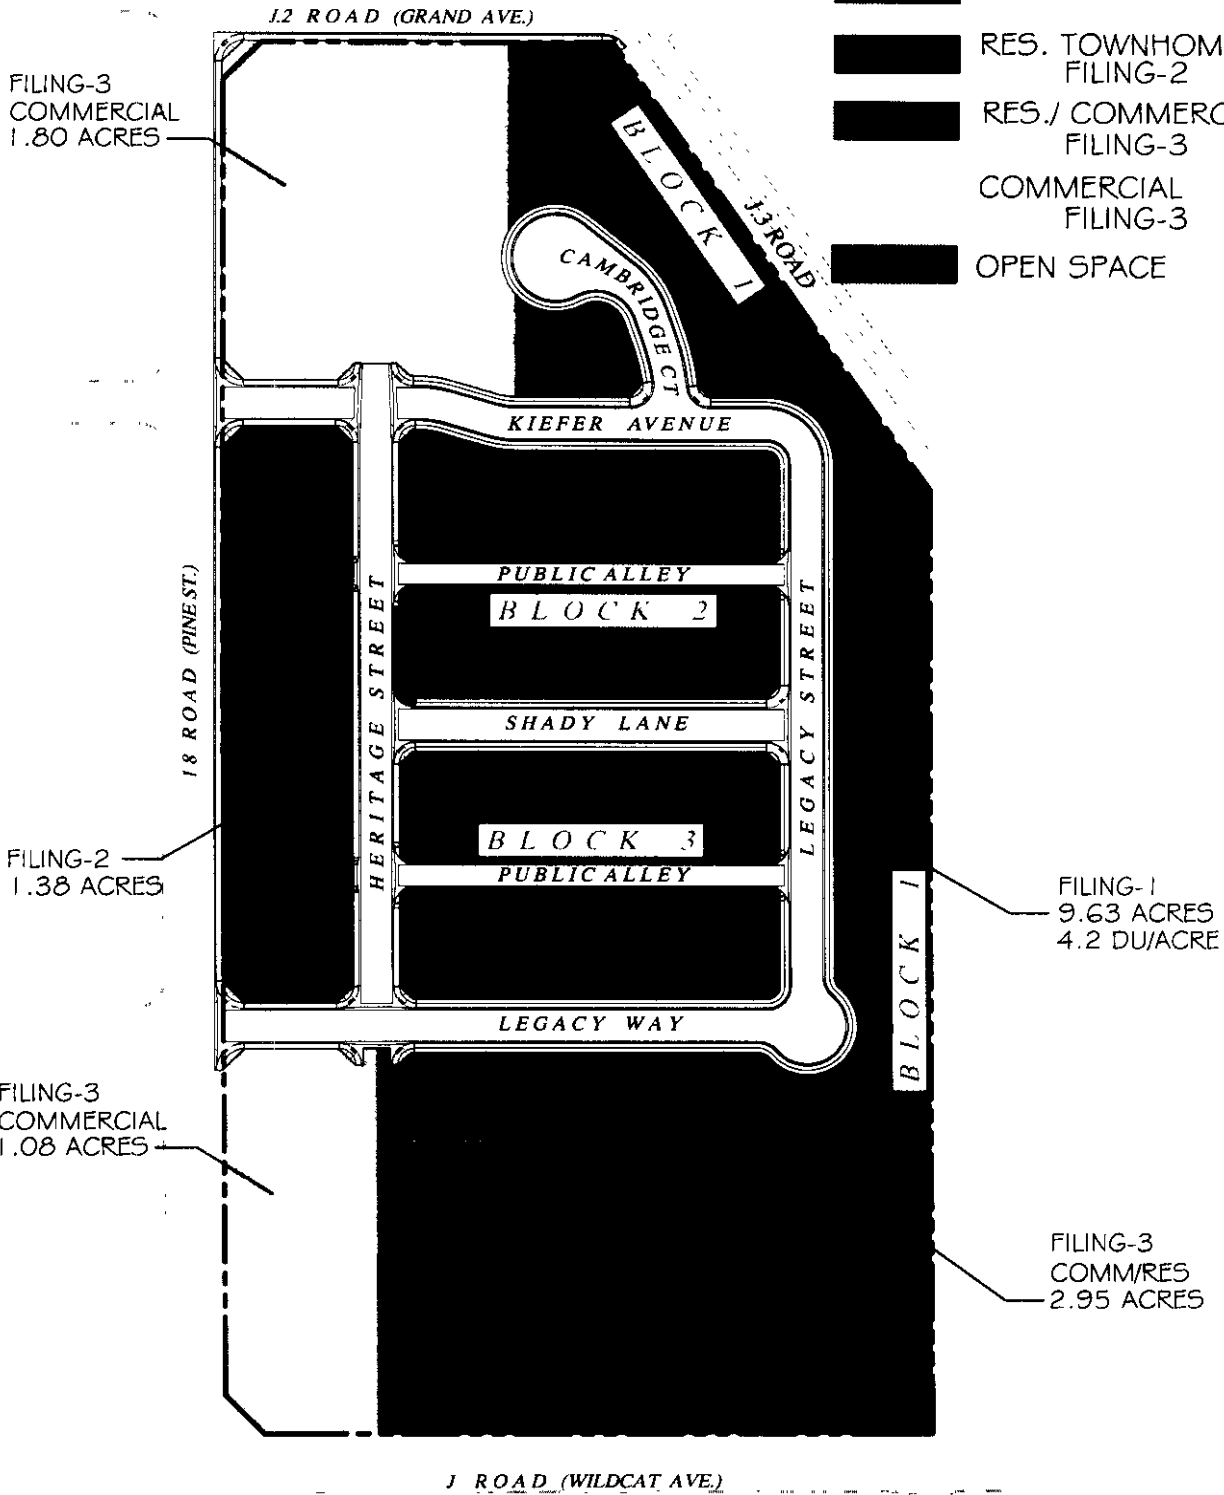 J.2 ROAD (GRAND AVE.)
FILING-3
COMMERCIAL
1.80 ACRES
RES. TOWNHOM
FILING-2
RES./ COMMERC
FILING-3
COMMERCIAL
FILING-3
OPEN SPACE
BLOCK 1
J.3 ROAD
CAMBRIDGE CT
KIEFER AVENUE
PUBLIC ALLEY
BLOCK 2
18 ROAD (PINE ST.)
HERITAGE STREET
LEGACY STREET
SHADY LANE
BLOCK 3
PUBLIC ALLEY
FILING-2
1.38 ACRES
FILING-1
9.63 ACRES
4.2 DU/ACRE
BLOCK 1
LEGACY WAY
FILING-3
COMMERCIAL
1.08 ACRES
FILING-3
COMM/RES
2.95 ACRES
J ROAD (WILDCAT AVE.)